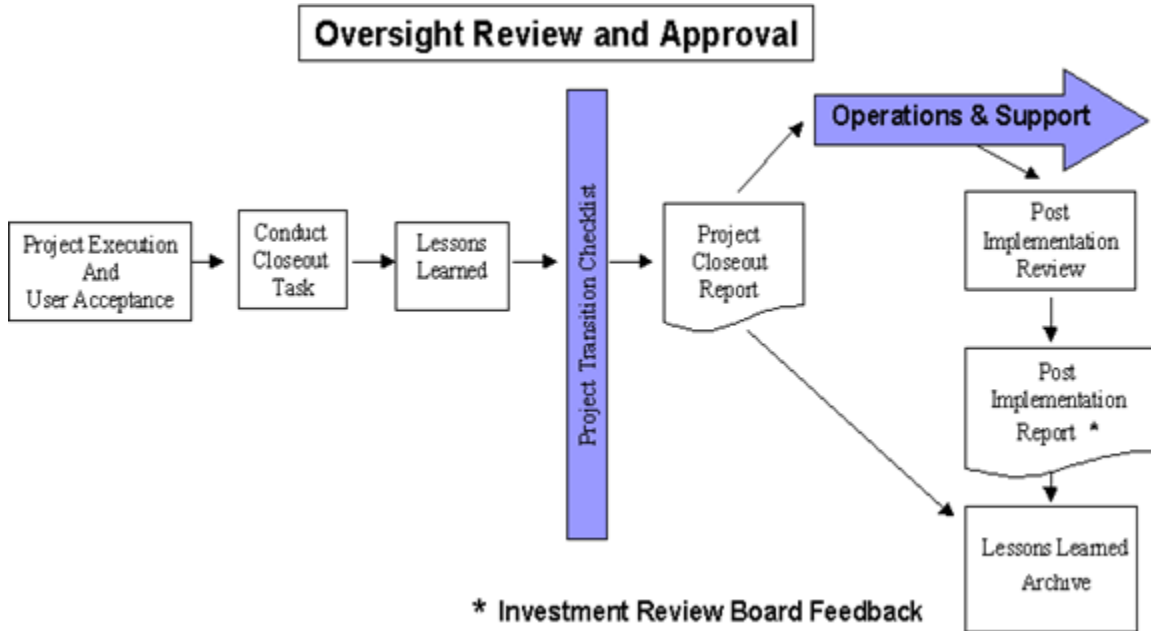 Oversight Review and Approval
Project Execution
And
User Acceptance
Conduct
Closeout
Task
Lessons
Learned
Project Transition Checklist
Project
Closeout
Report
Operations & Support
Post
Implementation
Review
Post
Implementation
Report *
Lessons Learned
Archive
* Investment Review Board Feedback